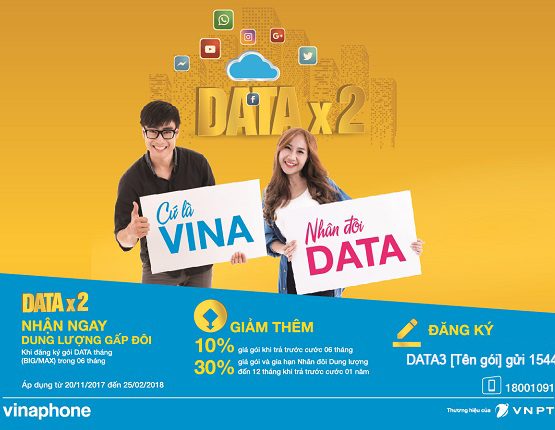 DATA x 2
Cứ là
VINA
Nhân đôi
DATA
DATA x 2
NHẬN NGAY
DUNG LƯỢNG GẤP ĐÔI
Khi đăng ký gói DATA tháng
(BIG/MAX) trong 06 tháng
Áp dụng từ 20/11/2017 đến 25/02/2018
GIẢM THÊM
10% giá gói khi trả trước cước 06 tháng
30% giá gói và gia hạn Nhân đôi Dung lượng
đến 12 tháng khi trả trước cước 01 năm
ĐĂNG KÝ
DATA3 [Tên gói] gửi 1544
18001091
vinaphone
Thương hiệu của VNPT